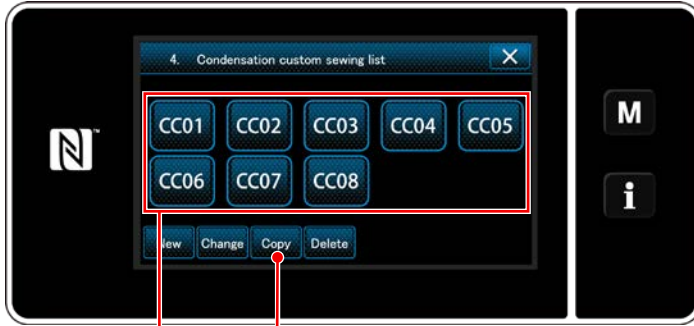 4. Condensation custom sewing list
CC01 CC02 CC03 CC04 CC05
M
CC06 CC07 CC08
i
New Change Copy Delete